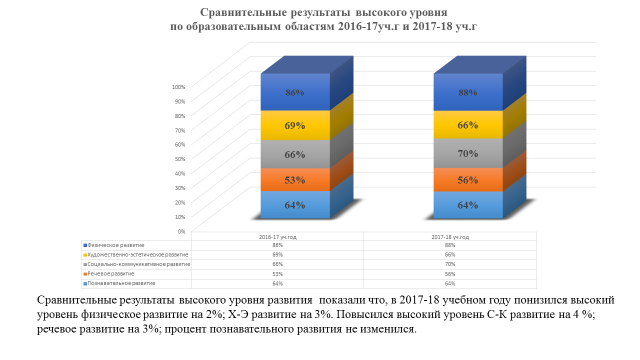 Сравнительные результаты высокого уровня
по образовательным областям 2016-17уч.г и 2017-18 уч.г
100%
90%
80%
70%
60%
50%
40%
30%
20%
10%
0%
86% 88%
69% 66%
66% 70%
53% 56%
64% 64%
2016-17 уч.год 2017-18 уч.год
Физическое развитие 86% 88%
Художественно-эстетическое развитие 69% 66%
Социально-коммуникативное развитие 66% 70%
Речевое развитие 53% 56%
Познавательное развитие 64% 64%
Сравнительные результаты высокого уровня развития показали что, в 2017-18 учебном году понизился высокий
уровень физическое развитие на 2%; Х-Э развитие на 3%. Повысился высокий уровень С-К развитие на 4 %;
речевое развитие на 3%; процент познавательного развития не изменился.